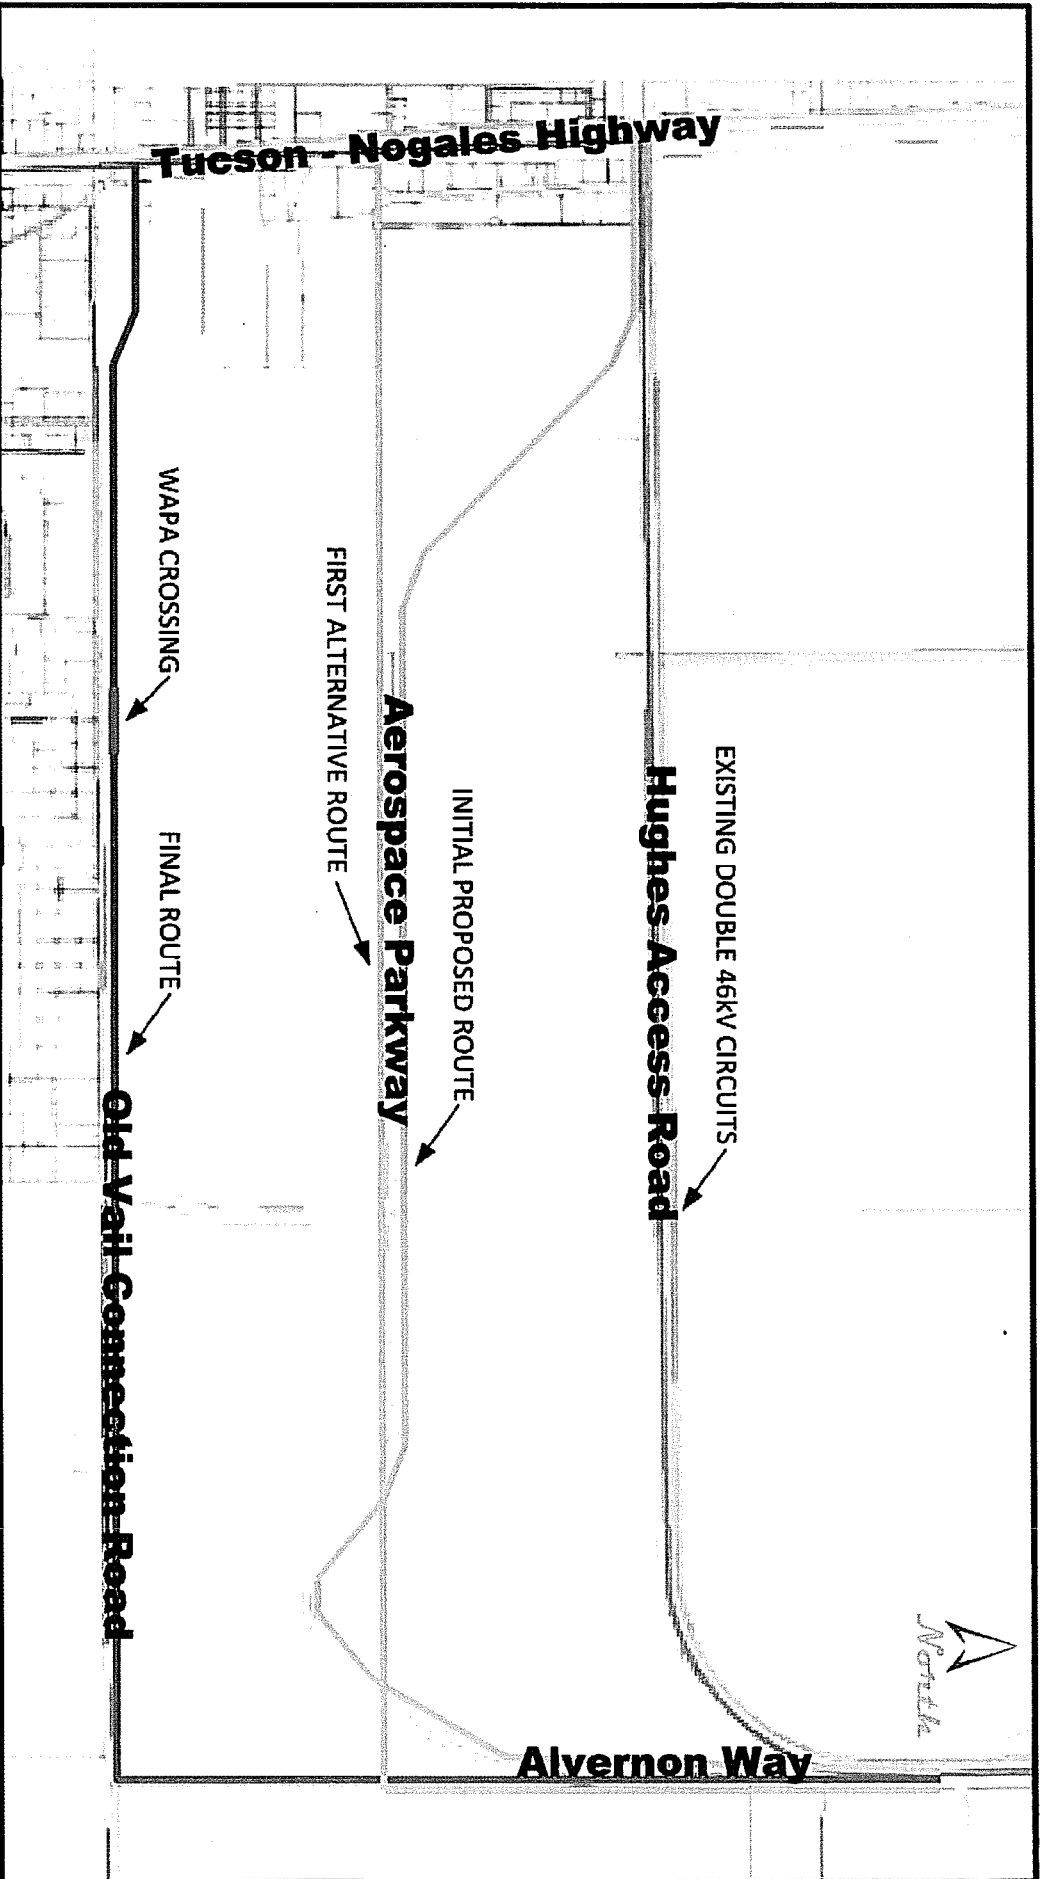 Tucson - Nogales Highway
EXISTING DOUBLE 46kV CIRCUITS
Hughes Access Road
INITIAL PROPOSED ROUTE
Aerospace Parkway
FIRST ALTERNATIVE ROUTE
WAPA CROSSING
FINAL ROUTE
Old Vail Connection Road
Alvernon Way
North